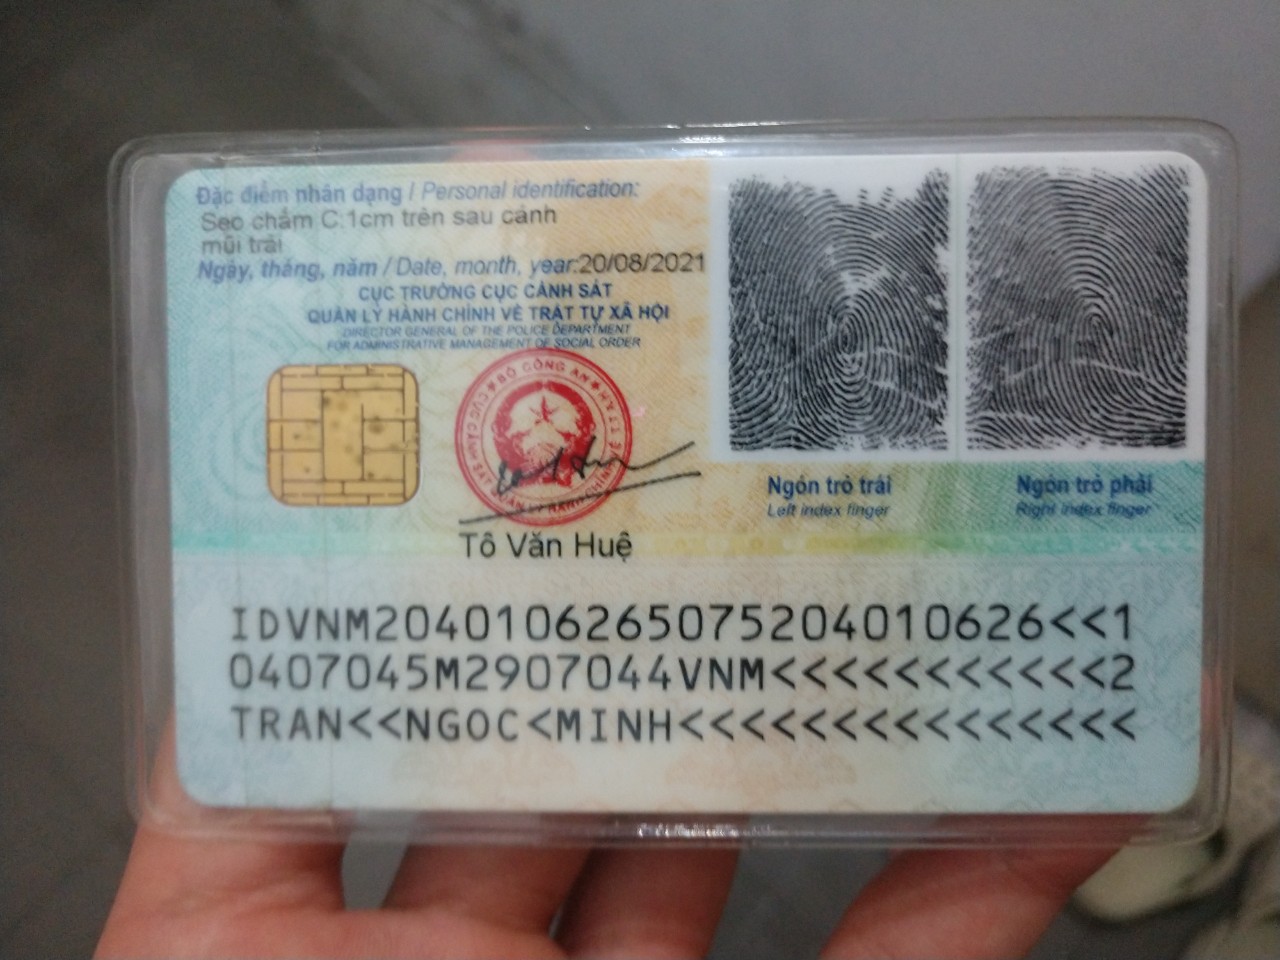 Đặc điểm nhân dạng / Personal identification:
Sẹo chấm C.1cm trên sau cánh
mũi trái
Ngày, tháng, năm / Date, month, year:20/08/2021
CỤC TRƯỞNG CỤC CẢNH SÁT
QUẢN LÝ HÀNH CHÍNH VỀ TRẬT TỰ XÃ HỘI
DIRECTOR GENERAL OF THE POLICE DEPARTMENT
FOR ADMINISTRATIVE MANAGEMENT OF SOCIAL ORDER
BỘ CÔNG AN
Tô Văn Huệ
Ngón trỏ trái
Left index finger
Ngón trỏ phải
Right index finger
IDVNM2040106265075204010626<<1
0407045M2907044VNM<<<<<<<<<<<2
TRAN<<NGOC<MINH<<<<<<<<<<<<<<<